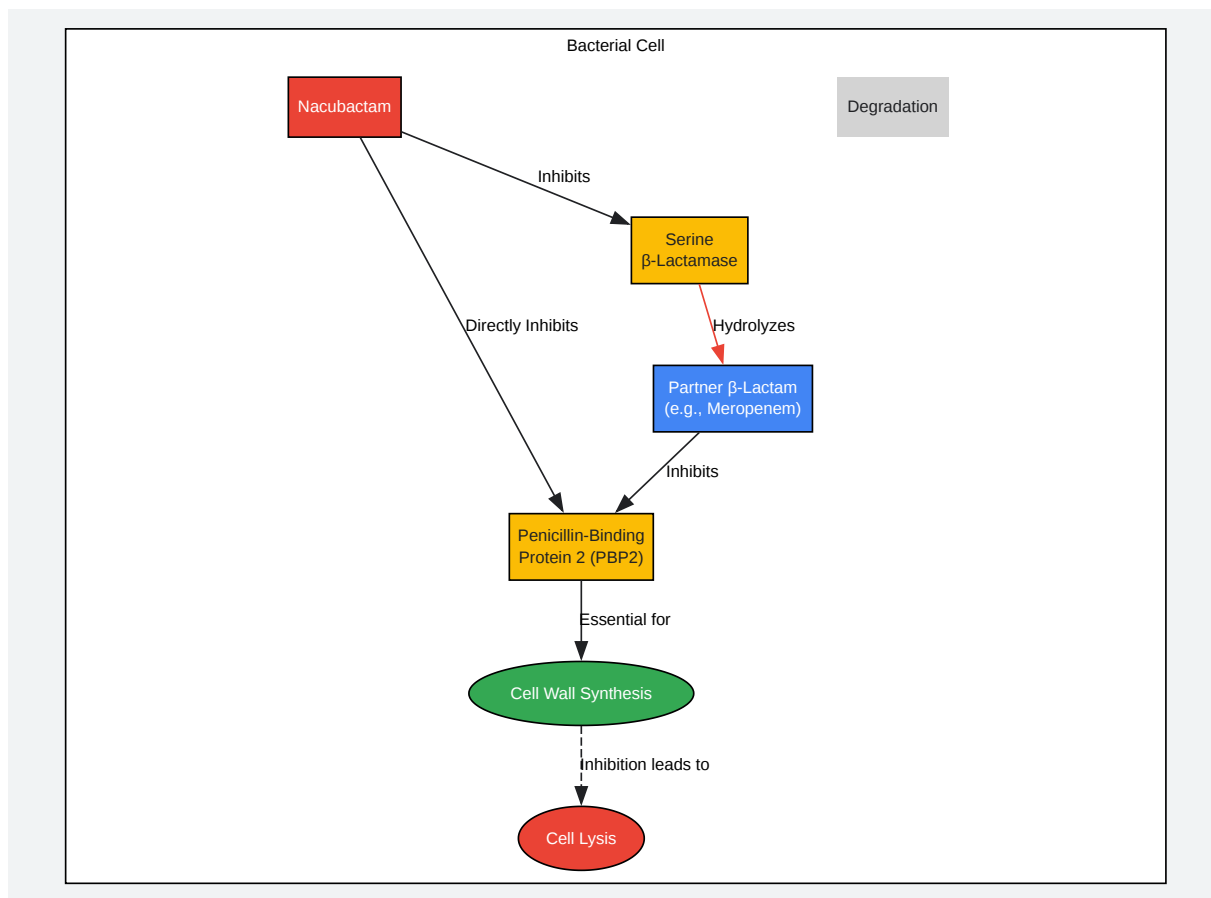 Bacterial Cell
Nacubactam
Degradation
Inhibits
Serine
β-Lactamase
Directly Inhibits
Hydrolyzes
Partner β-Lactam
(e.g., Meropenem)
Inhibits
Penicillin-Binding
Protein 2 (PBP2)
Essential for
Cell Wall Synthesis
Inhibition leads to
Cell Lysis